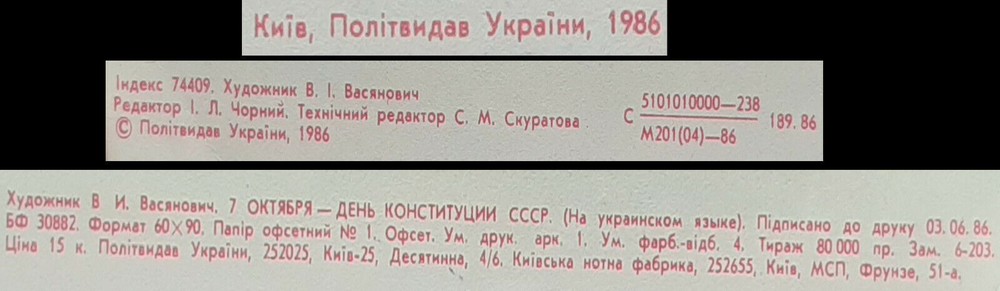 Київ, Політвидав України, 1986
Індекс 74409. Художник В. І. Васянович
Редактор І. Л. Чорний. Технічний редактор С. М. Скуратова
© Політвидав України, 1986
С 5101010000—238 189. 86
М201(04)—86
Художник В И. Васянович. 7 ОКТЯБРЯ — ДЕНЬ КОНСТИТУЦИИ СССР. (На украинском языке). Підписано до друку 03. 06. 86.
БФ 30882. Формат 60×90. Папір офсетний № 1. Офсет. Ум. друк. арк. 1. Ум. фарб.-відб. 4. Тираж 80 000 пр. Зам. 6-203.
Ціна 15 к. Політвидав України, 252025, Київ-25, Десятинна, 4/6. Київська нотна фабрика, 252655, Київ, МСП, Фрунзе, 51-а.